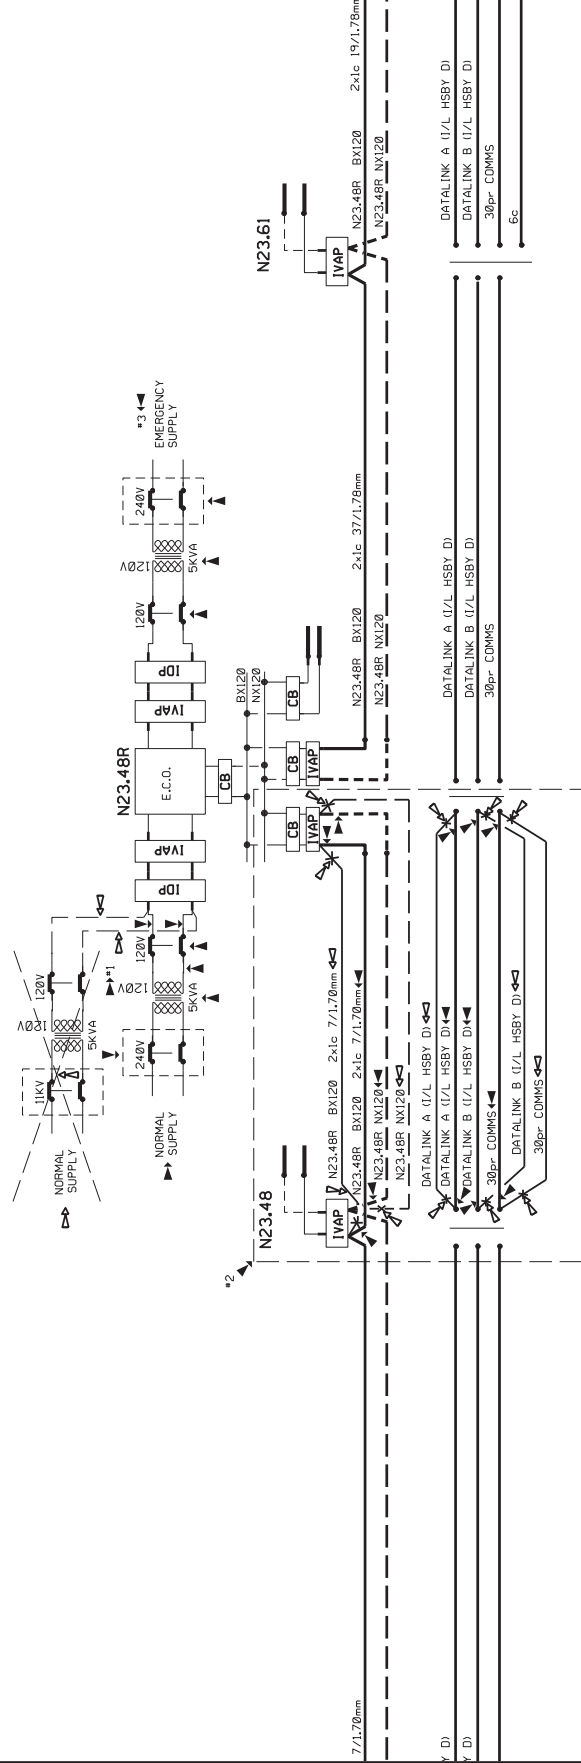 2x1c 19/1.78mm
N23.48R BX120
N23.48R NX120
DATALINK A (I/L HSBY D)
DATALINK B (I/L HSBY D)
30pr COMMS
6c
N23.61
IVAP
*3
EMERGENCY
SUPPLY
240V
120V
5KVA
120V
IDP
IVAP
N23.48R
E.C.O.
CB
IVAP
IDP
BX120
NX120
CB
CB
IVAP
CB
IVAP
2x1c 37/1.78mm
N23.48R BX120
N23.48R NX120
DATALINK A (I/L HSBY D)
DATALINK B (I/L HSBY D)
30pr COMMS
120V
*1
120V
5KVA
240V
NORMAL
SUPPLY
120V
120V
5KVA
11KV
NORMAL
SUPPLY
N23.48
IVAP
*2
N23.48R BX120 2x1c 7/1.70mm
N23.48R BX120 2x1c 7/1.70mm
N23.48R NX120
N23.48R NX120
DATALINK A (I/L HSBY D)
DATALINK A (I/L HSBY D)
DATALINK B (I/L HSBY D)
30pr COMMS
DATALINK B (I/L HSBY D)
30pr COMMS
7/1.70mm
Y D)
Y D)